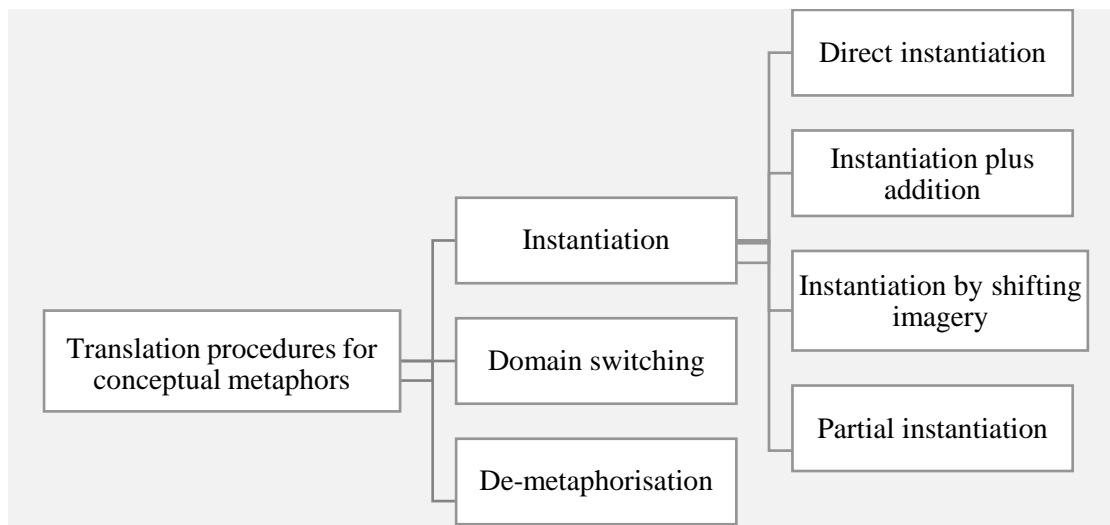 Translation procedures for
conceptual metaphors
Instantiation
Domain switching
De-metaphorisation
Direct instantiation
Instantiation plus
addition
Instantiation by shifting
imagery
Partial instantiation